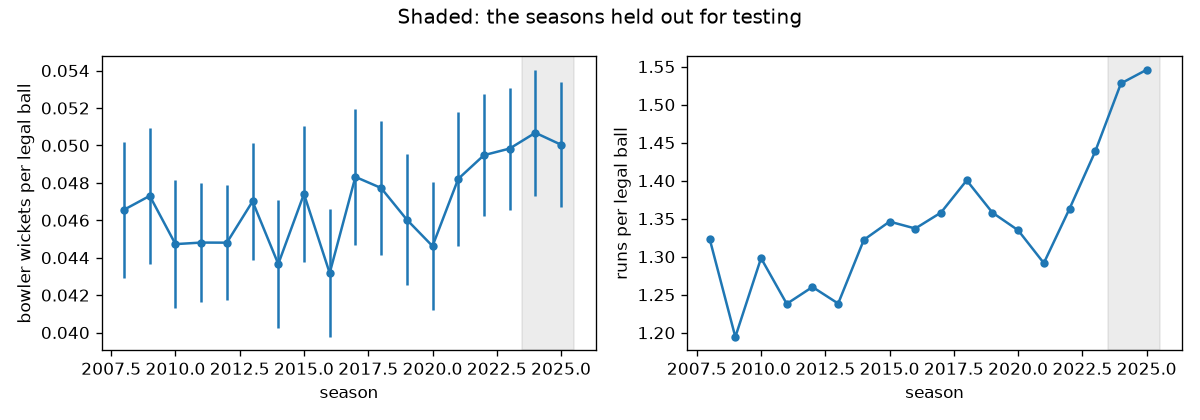 Shaded: the seasons held out for testing
bowler wickets per legal ball
0.054
0.052
0.050
0.048
0.046
0.044
0.042
0.040
2007.5 2010.0 2012.5 2015.0 2017.5 2020.0 2022.5 2025.0
season
runs per legal ball
1.55
1.50
1.45
1.40
1.35
1.30
1.25
1.20
2007.5 2010.0 2012.5 2015.0 2017.5 2020.0 2022.5 2025.0
season